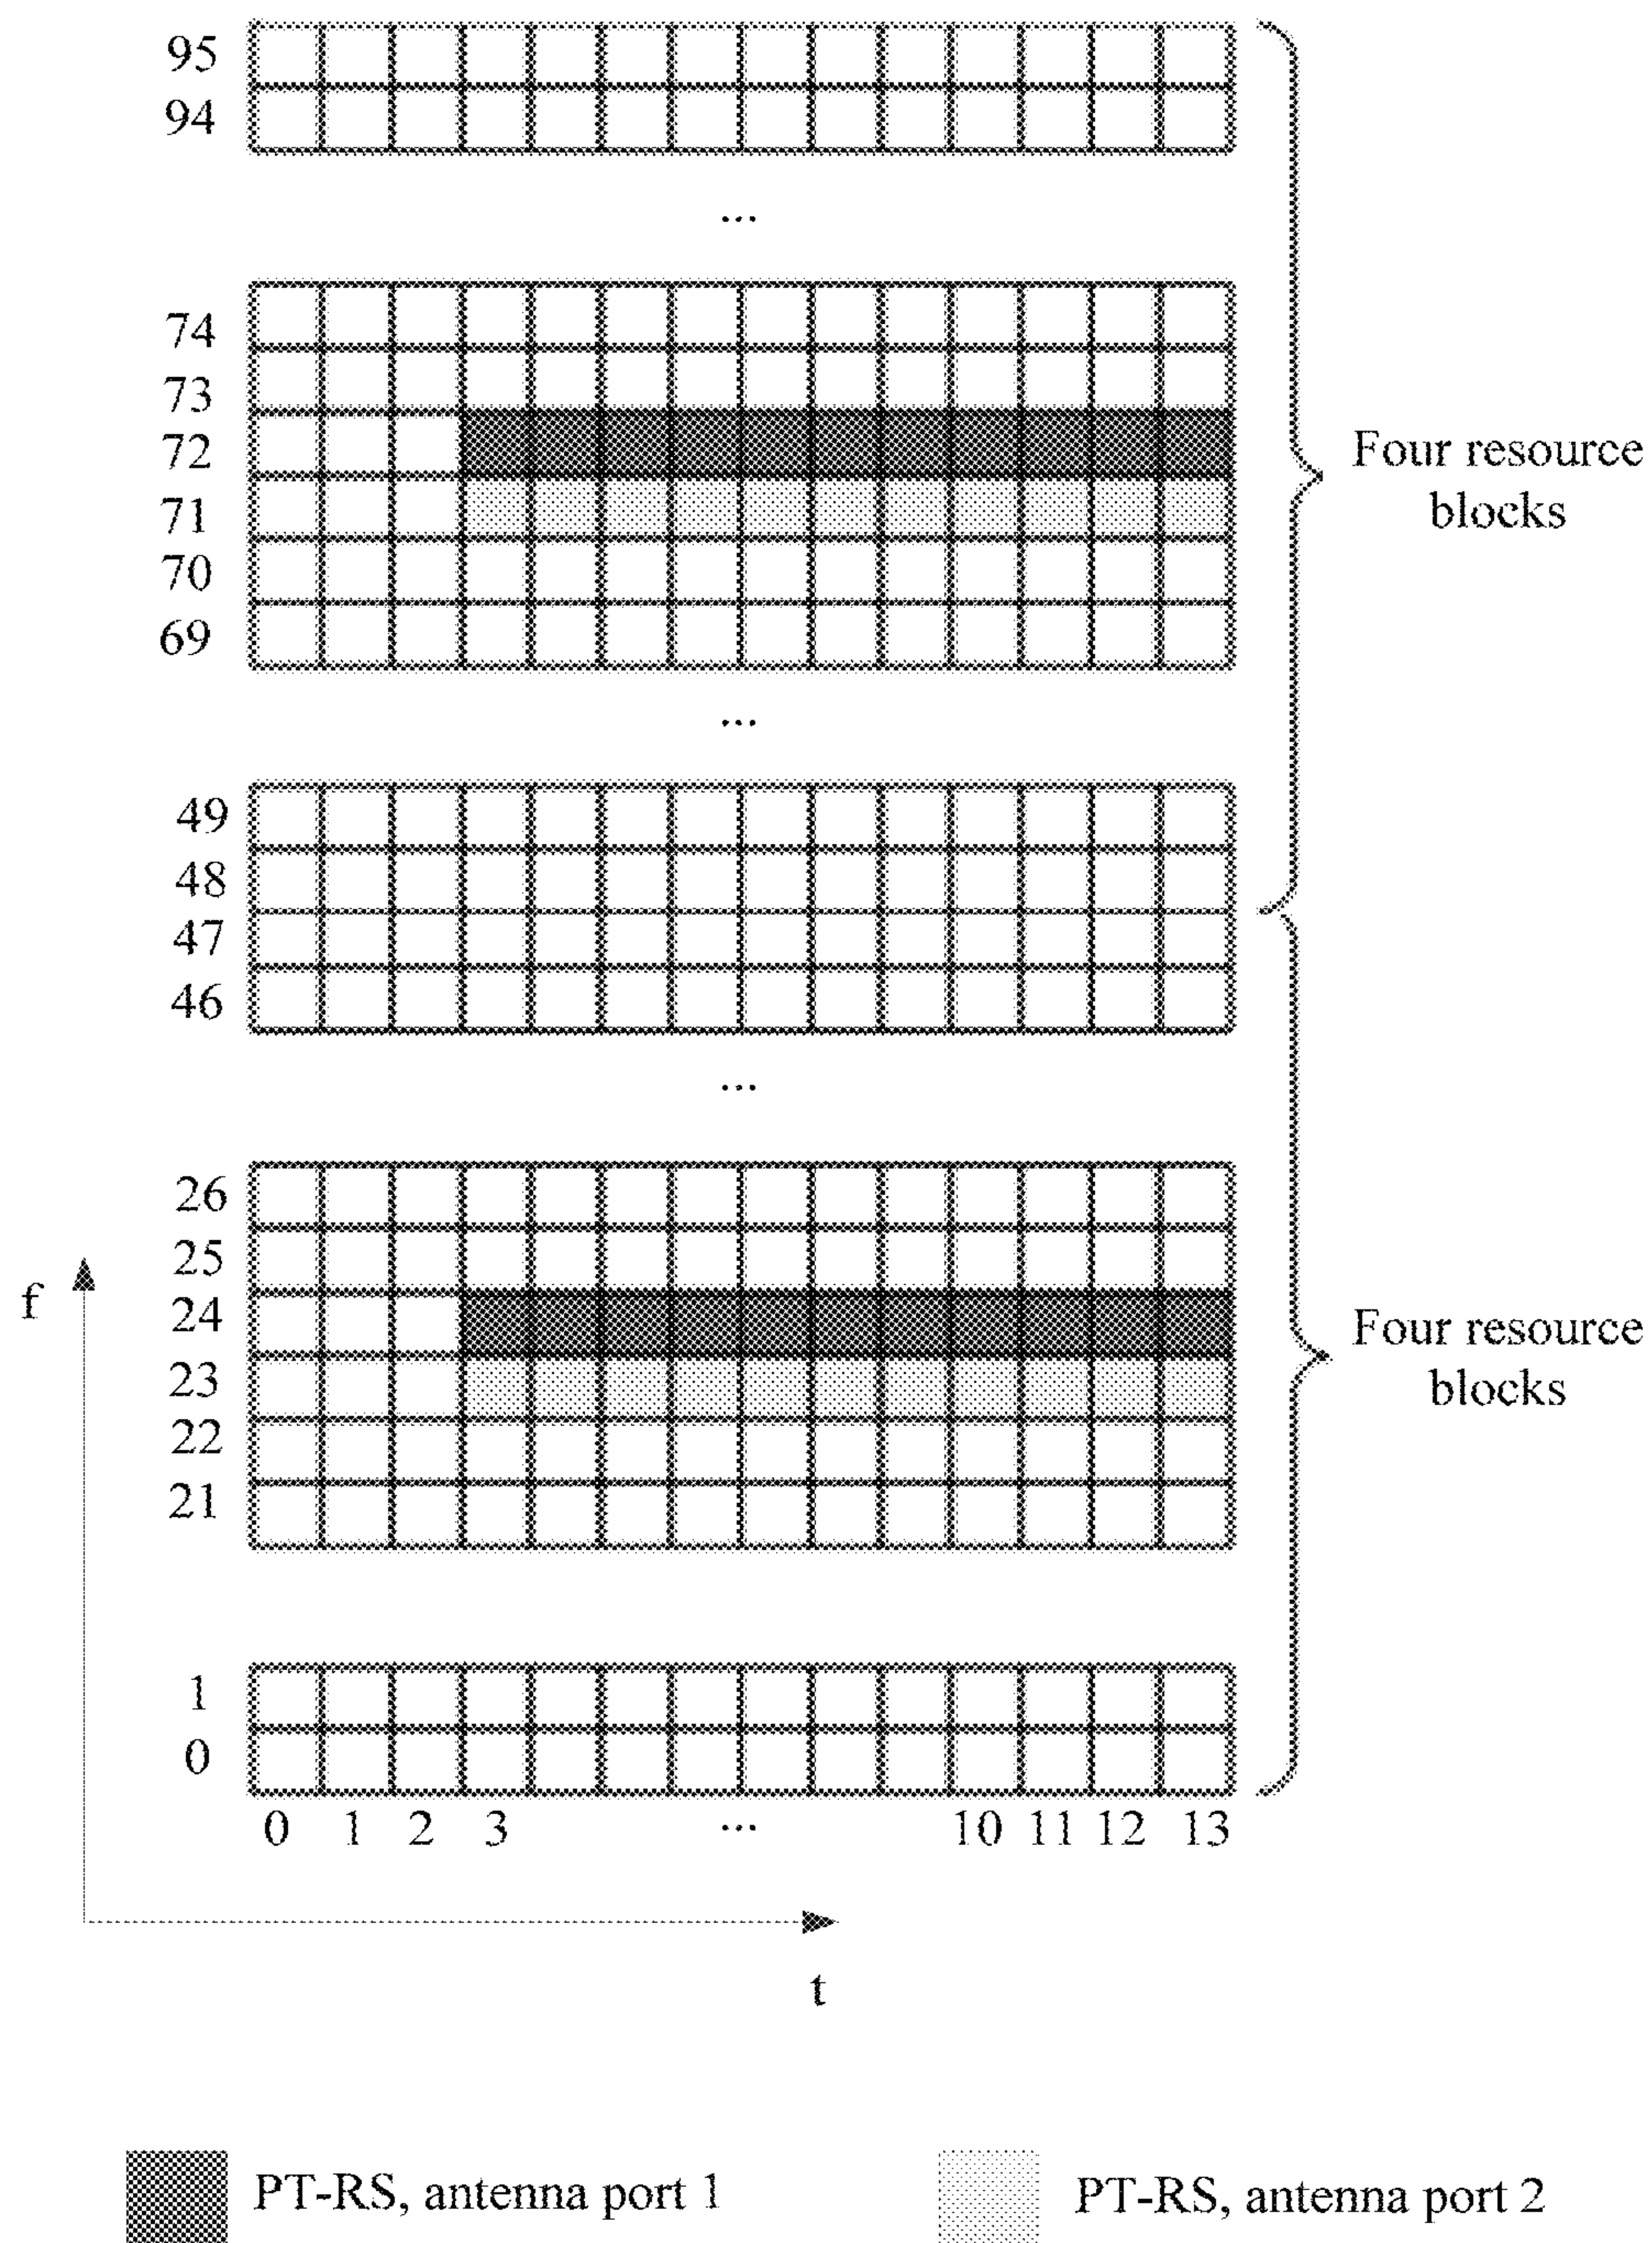 95
94
...
74
73
72
71
70
69
Four resource
blocks
...
49
48
47
46
...
26
25
24
23
22
21
f
Four resource
blocks
1
0
0 1 2 3 ... 10 11 12 13
t
PT-RS, antenna port 1
PT-RS, antenna port 2